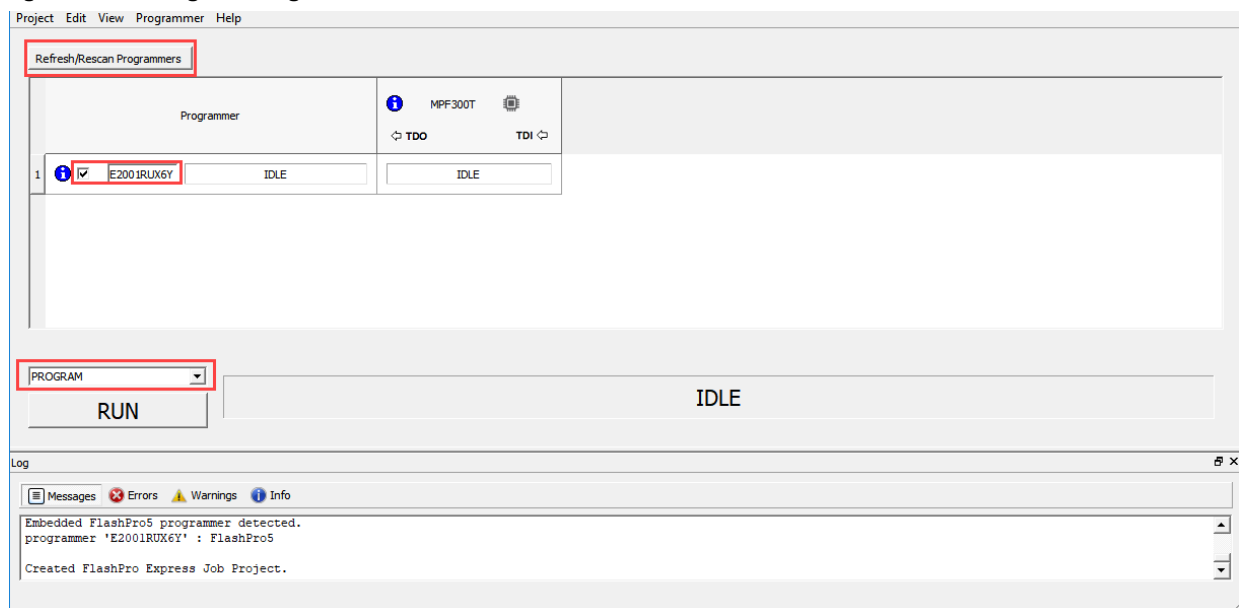 Project Edit View Programmer Help
Refresh/Rescan Programmers
Programmer
MPF300T
TDO TDI
1 E2001RUX6Y IDLE IDLE
PROGRAM
RUN
IDLE
Log
Messages Errors Warnings Info
Embedded FlashPro5 programmer detected.
programmer 'E2001RUX6Y' : FlashPro5
Created FlashPro Express Job Project.